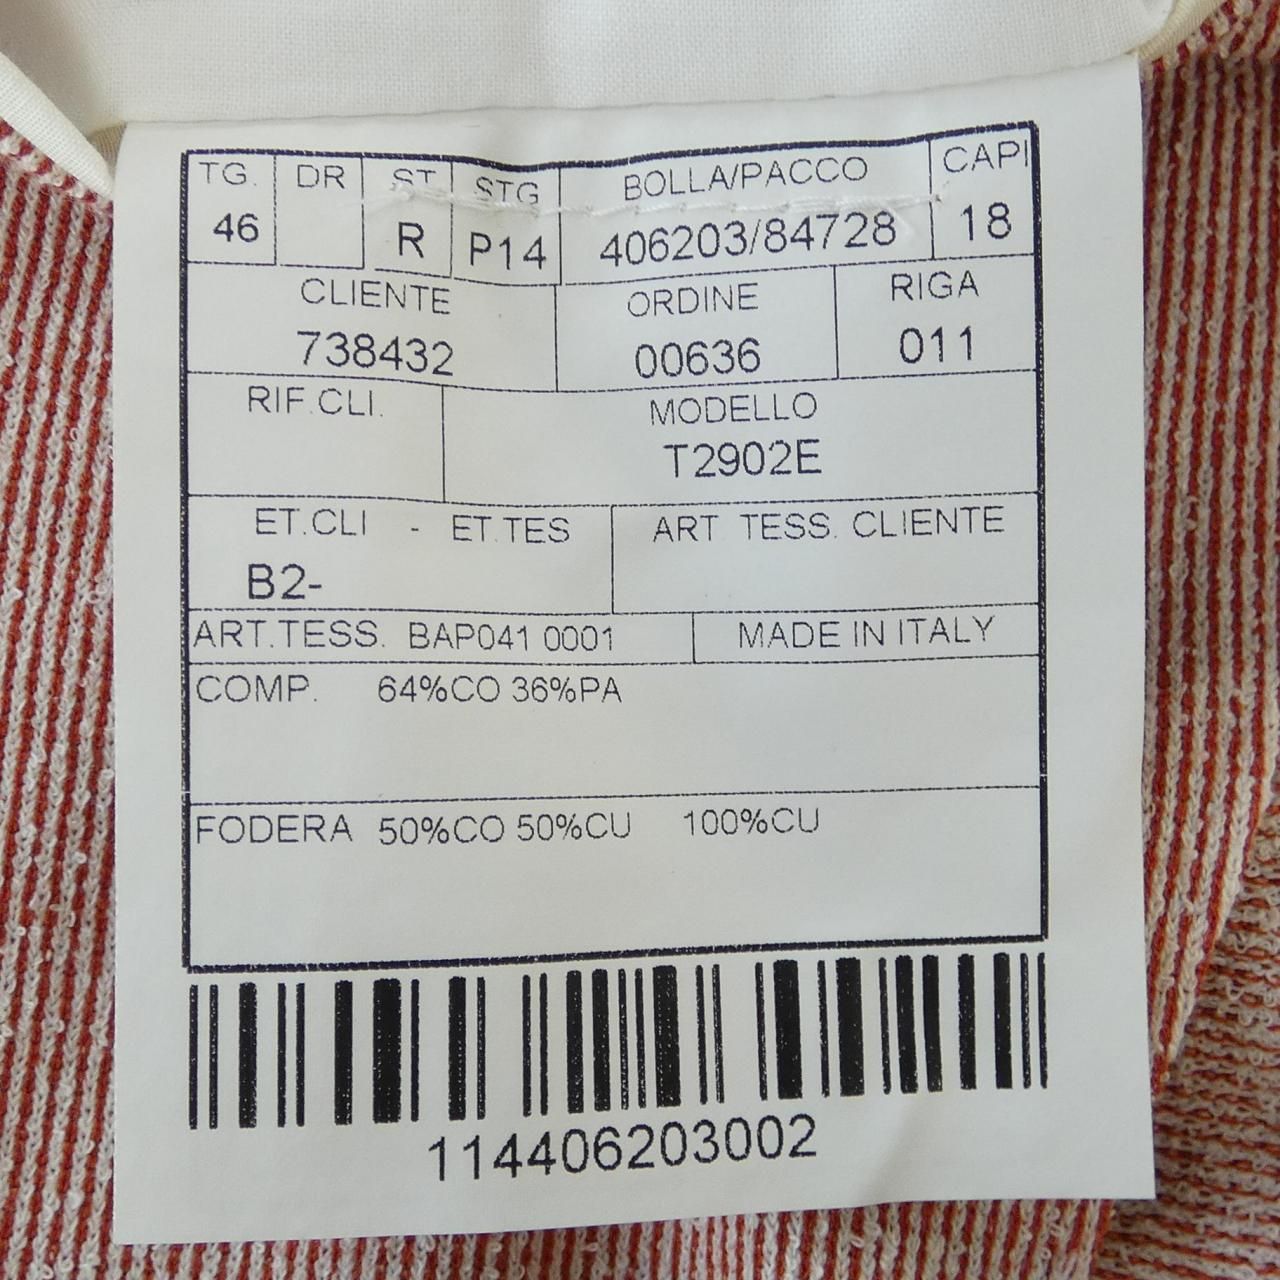 TG. DR ST STG BOLLA/PACCO CAPI
46 R P14 406203/84728 18
CLIENTE ORDINE RIGA
738432 00636 011
RIF.CLI. MODELLO
T2902E
ET.CLI - ET.TES ART TESS. CLIENTE
B2-
ART.TESS. BAP041 0001 MADE IN ITALY
COMP. 64%CO 36%PA
FODERA 50%CO 50%CU 100%CU
114406203002